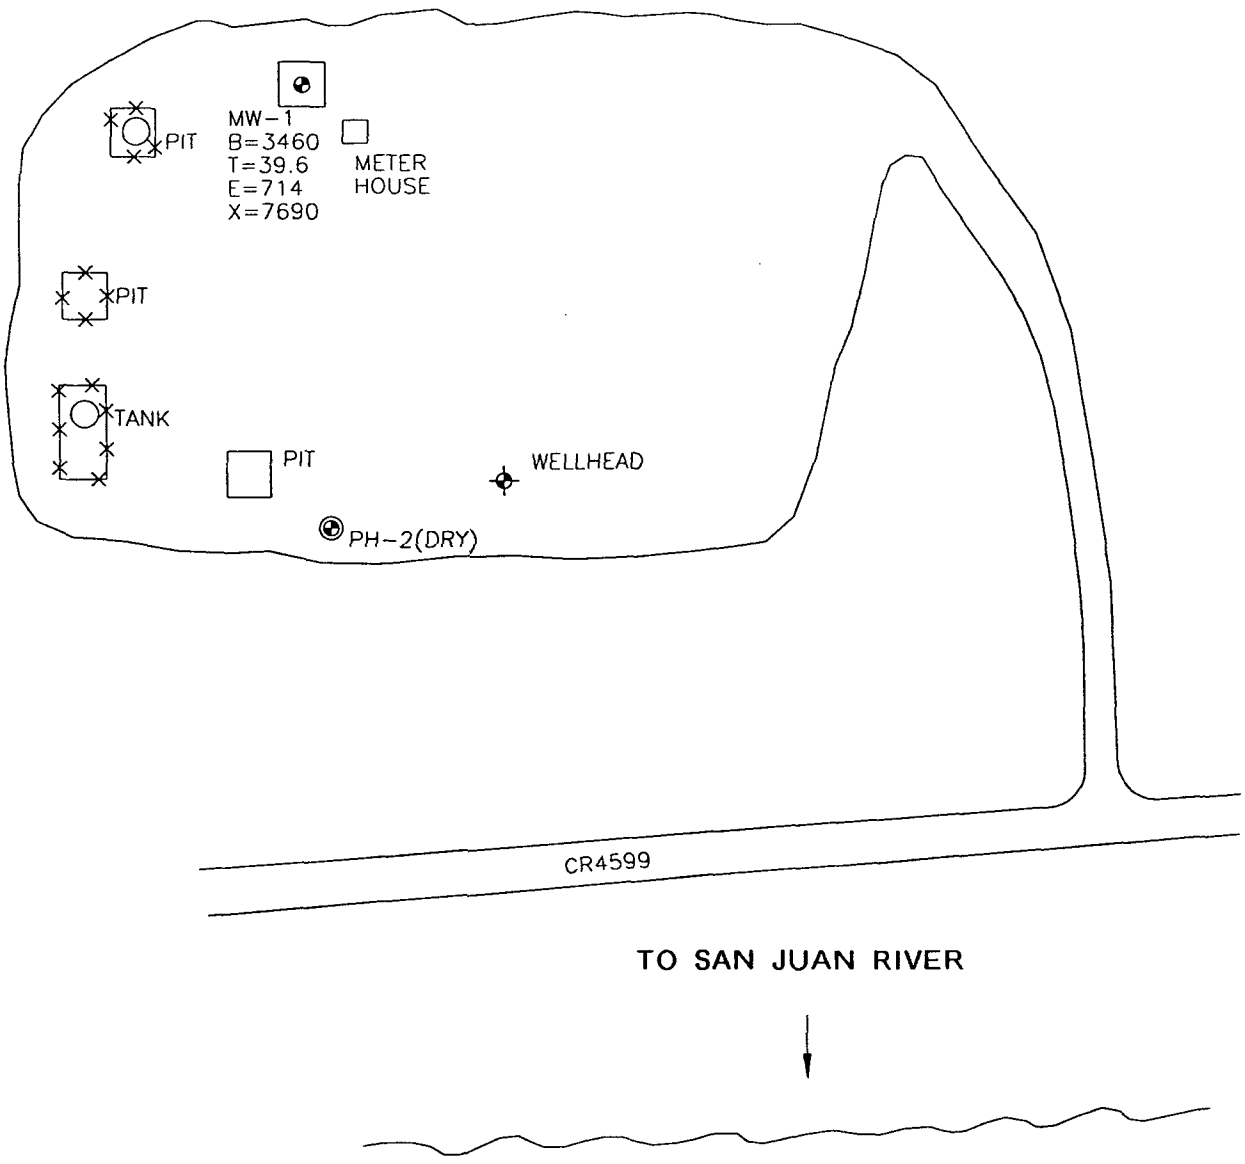 MW-1
B=3460
T=39.6
E=714
X=7690
METER
HOUSE
PIT
PIT
TANK
PIT
WELLHEAD
PH-2(DRY)
CR4599
TO SAN JUAN RIVER